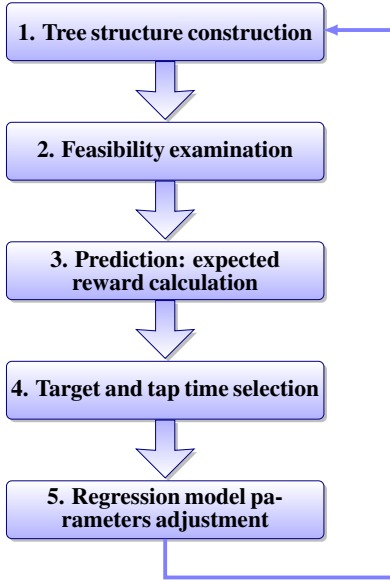 1. Tree structure construction
2. Feasibility examination
3. Prediction: expected
reward calculation
4. Target and tap time selection
5. Regression model pa-
rameters adjustment